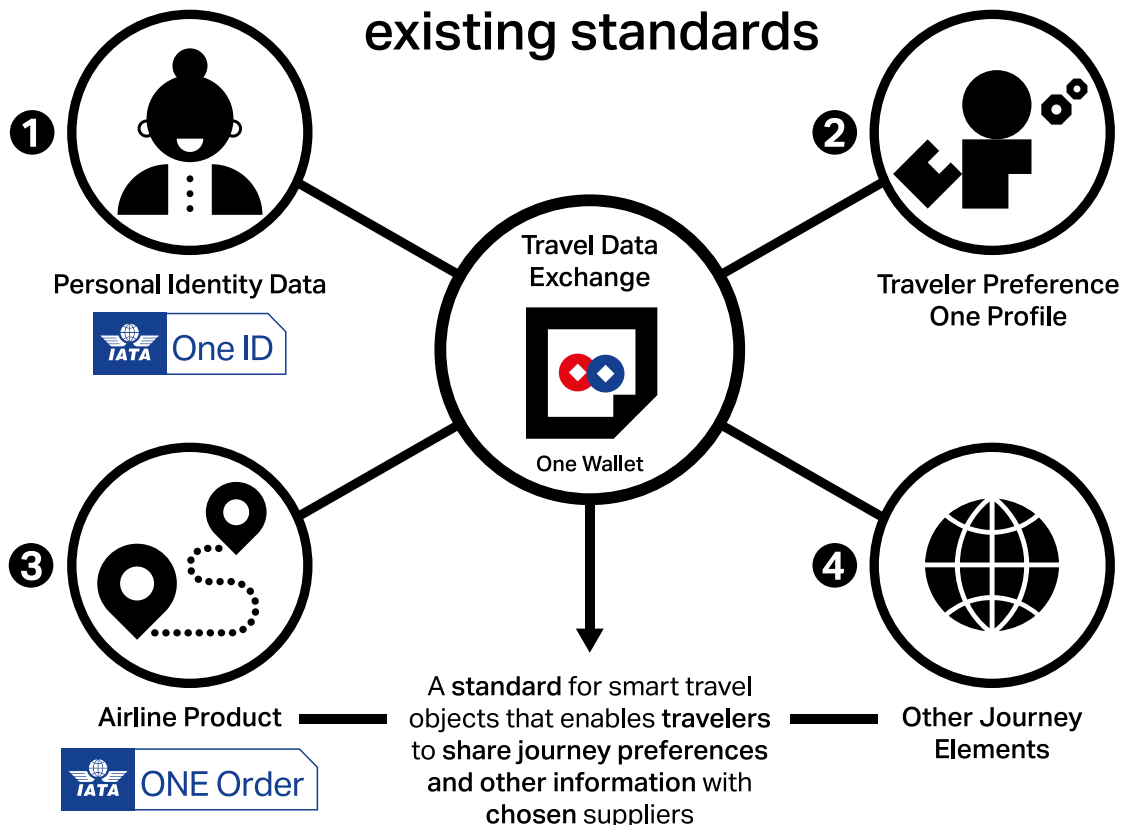 existing standards
1
2
Travel Data
Exchange
One Wallet
Personal Identity Data
IATA One ID
Traveler Preference
One Profile
3
4
Airline Product
IATA ONE Order
A standard for smart travel
objects that enables travelers
to share journey preferences
and other information with
chosen suppliers
Other Journey
Elements